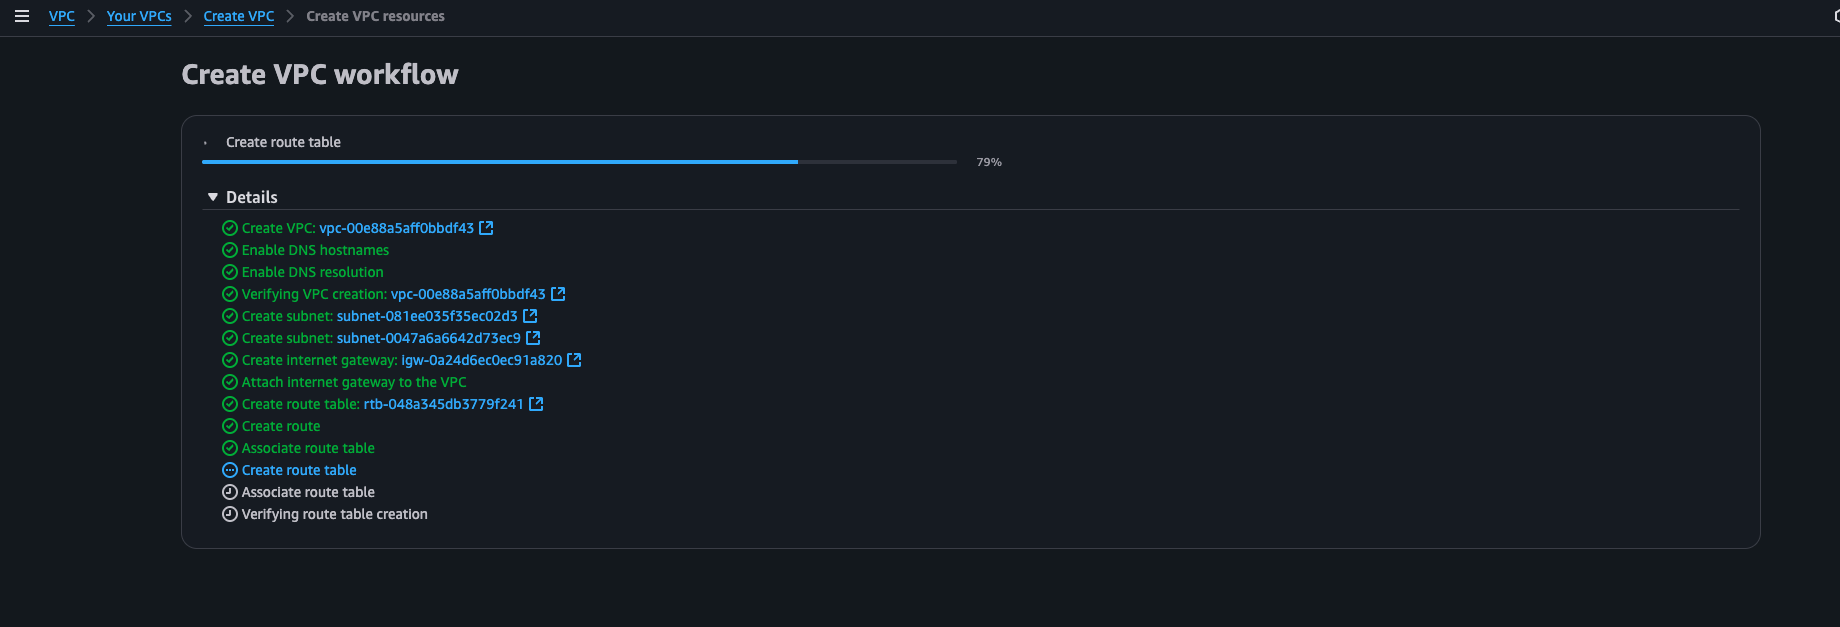 VPC > Your VPCs > Create VPC > Create VPC resources
Create VPC workflow
Create route table
79%
Details
Create VPC: vpc-00e88a5aff0bbdf43
Enable DNS hostnames
Enable DNS resolution
Verifying VPC creation: vpc-00e88a5aff0bbdf43
Create subnet: subnet-081ee035f35ec02d3
Create subnet: subnet-0047a6a6642d73ec9
Create internet gateway: igw-0a24d6ec0ec91a820
Attach internet gateway to the VPC
Create route table: rtb-048a345db3779f241
Create route
Associate route table
Create route table
Associate route table
Verifying route table creation